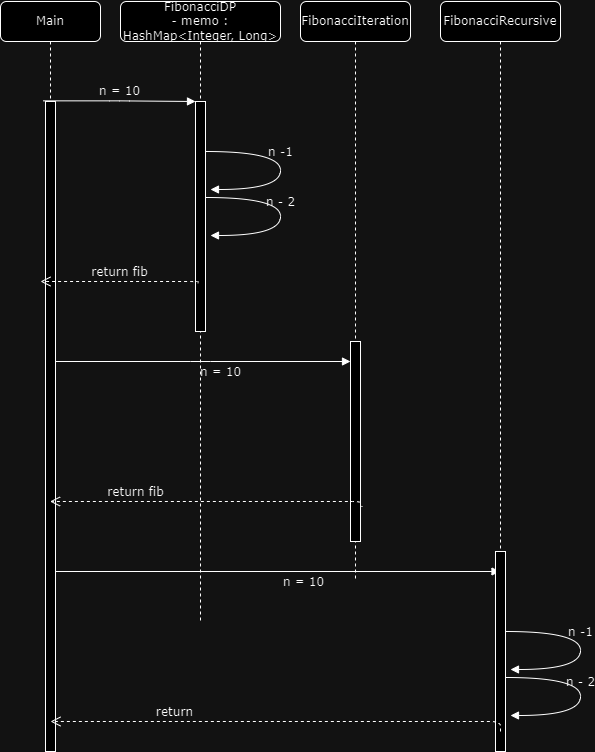 Main
FibonacciDP
- memo :
HashMap<Integer, Long>
FibonacciIteration
FibonacciRecursive
n = 10
n -1
n - 2
return fib
n = 10
return fib
n = 10
n -1
n - 2
return